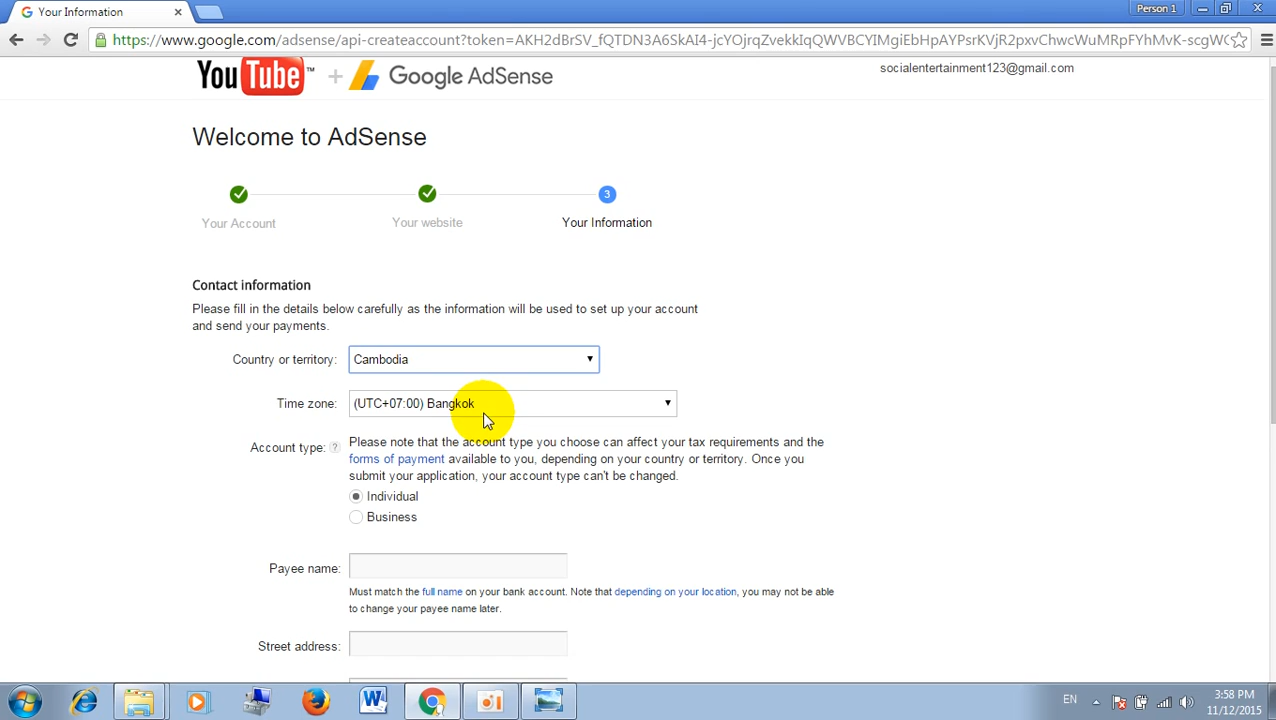 Your Information
Person 1
https://www.google.com/adsense/api-createaccount?token=AKH2dBrSV_fQTDN3A6SkAI4-jcYOjrqZvekkIqQWVBCYIMgiEbHpAYPsrKVjR2pxvChwcWuMRpFYhMvK-scgWC
YouTube™ + Google AdSense
socialentertainment123@gmail.com
Welcome to AdSense
3
Your Account
Your website
Your Information
Contact information
Please fill in the details below carefully as the information will be used to set up your account
and send your payments.
Country or territory: Cambodia
Time zone: (UTC+07:00) Bangkok
Account type: ? Please note that the account type you choose can affect your tax requirements and the
forms of payment available to you, depending on your country or territory. Once you
submit your application, your account type can't be changed.
Individual
Business
Payee name:
Must match the full name on your bank account. Note that depending on your location, you may not be able
to change your payee name later.
Street address:
EN
3:58 PM
11/12/2015